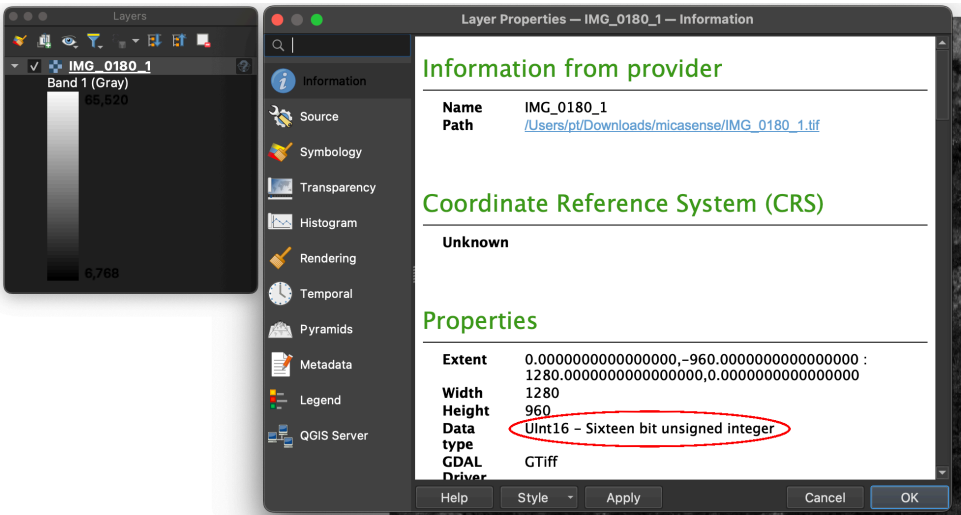 Layers
IMG_0180_1
Band 1 (Gray)
65,520
6,768
Layer Properties — IMG_0180_1 — Information
Information
Source
Symbology
Transparency
Histogram
Rendering
Temporal
Pyramids
Metadata
Legend
QGIS Server
Information from provider
Name IMG_0180_1
Path /Users/pt/Downloads/micasense/IMG_0180_1.tif
Coordinate Reference System (CRS)
Unknown
Properties
Extent 0.0000000000000000,-960.0000000000000000 :
1280.0000000000000000,0.0000000000000000
Width 1280
Height 960
Data UInt16 – Sixteen bit unsigned integer
type
GDAL GTiff
Driver
Help Style Apply Cancel OK